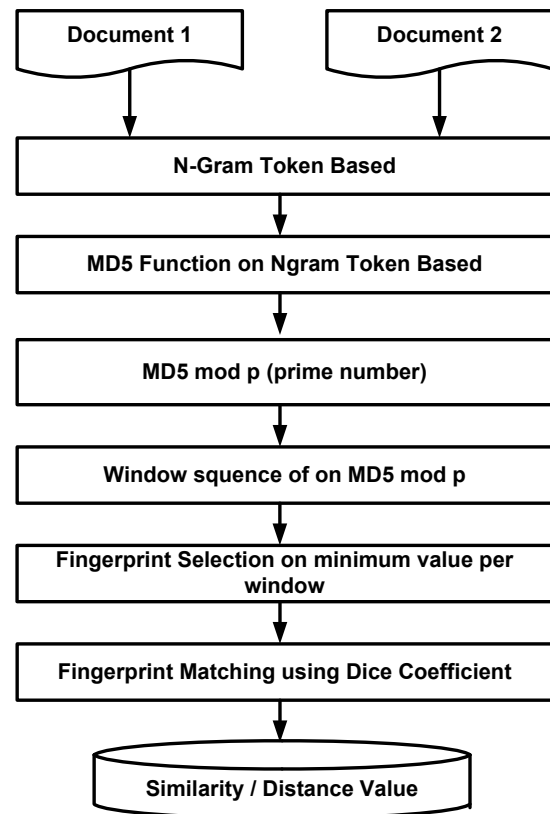 Document 1
Document 2
N-Gram Token Based
MD5 Function on Ngram Token Based
MD5 mod p (prime number)
Window squence of on MD5 mod p
Fingerprint Selection on minimum value per
window
Fingerprint Matching using Dice Coefficient
Similarity / Distance Value